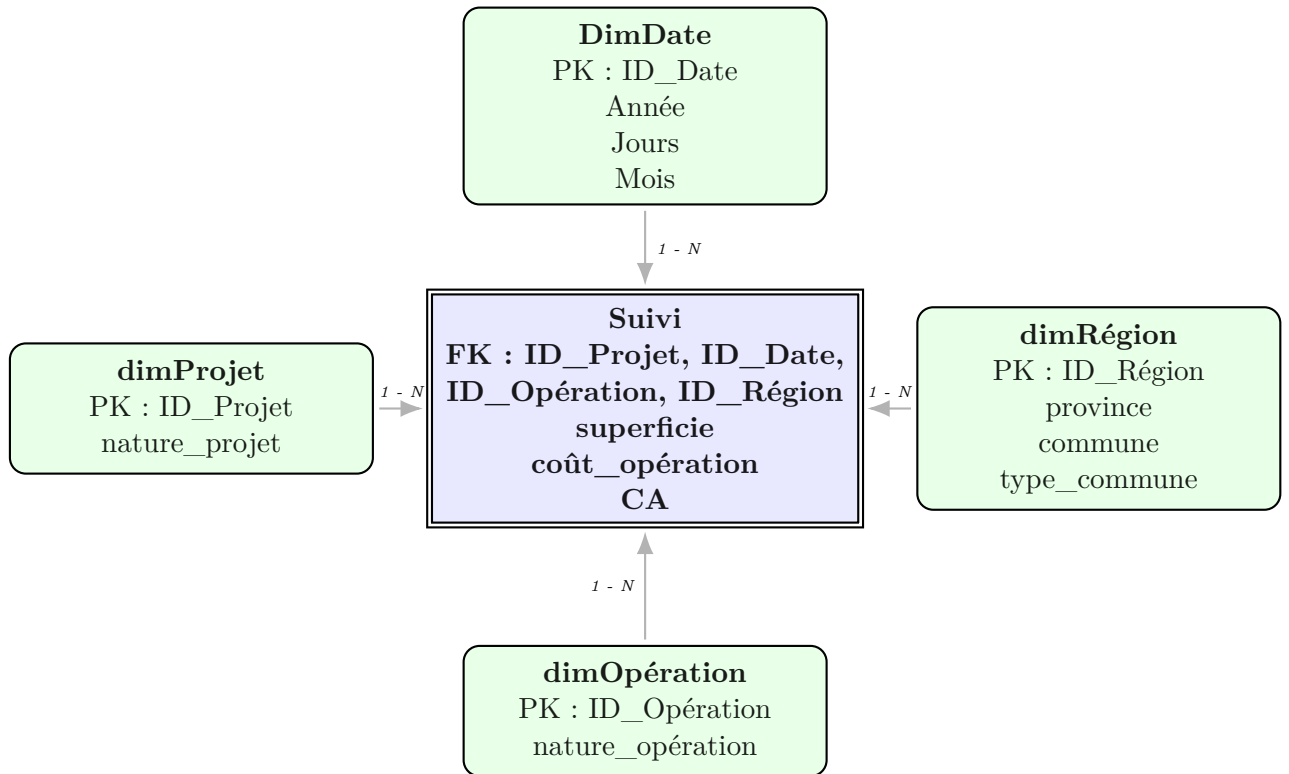 DimDate
PK : ID_Date
Année
Jours
Mois
1 - N
Suivi
FK : ID_Projet, ID_Date,
ID_Opération, ID_Région
superficie
coût_opération
CA
dimProjet
PK : ID_Projet
nature_projet
1 - N
dimRégion
PK : ID_Région
province
commune
type_commune
1 - N
1 - N
dimOpération
PK : ID_Opération
nature_opération